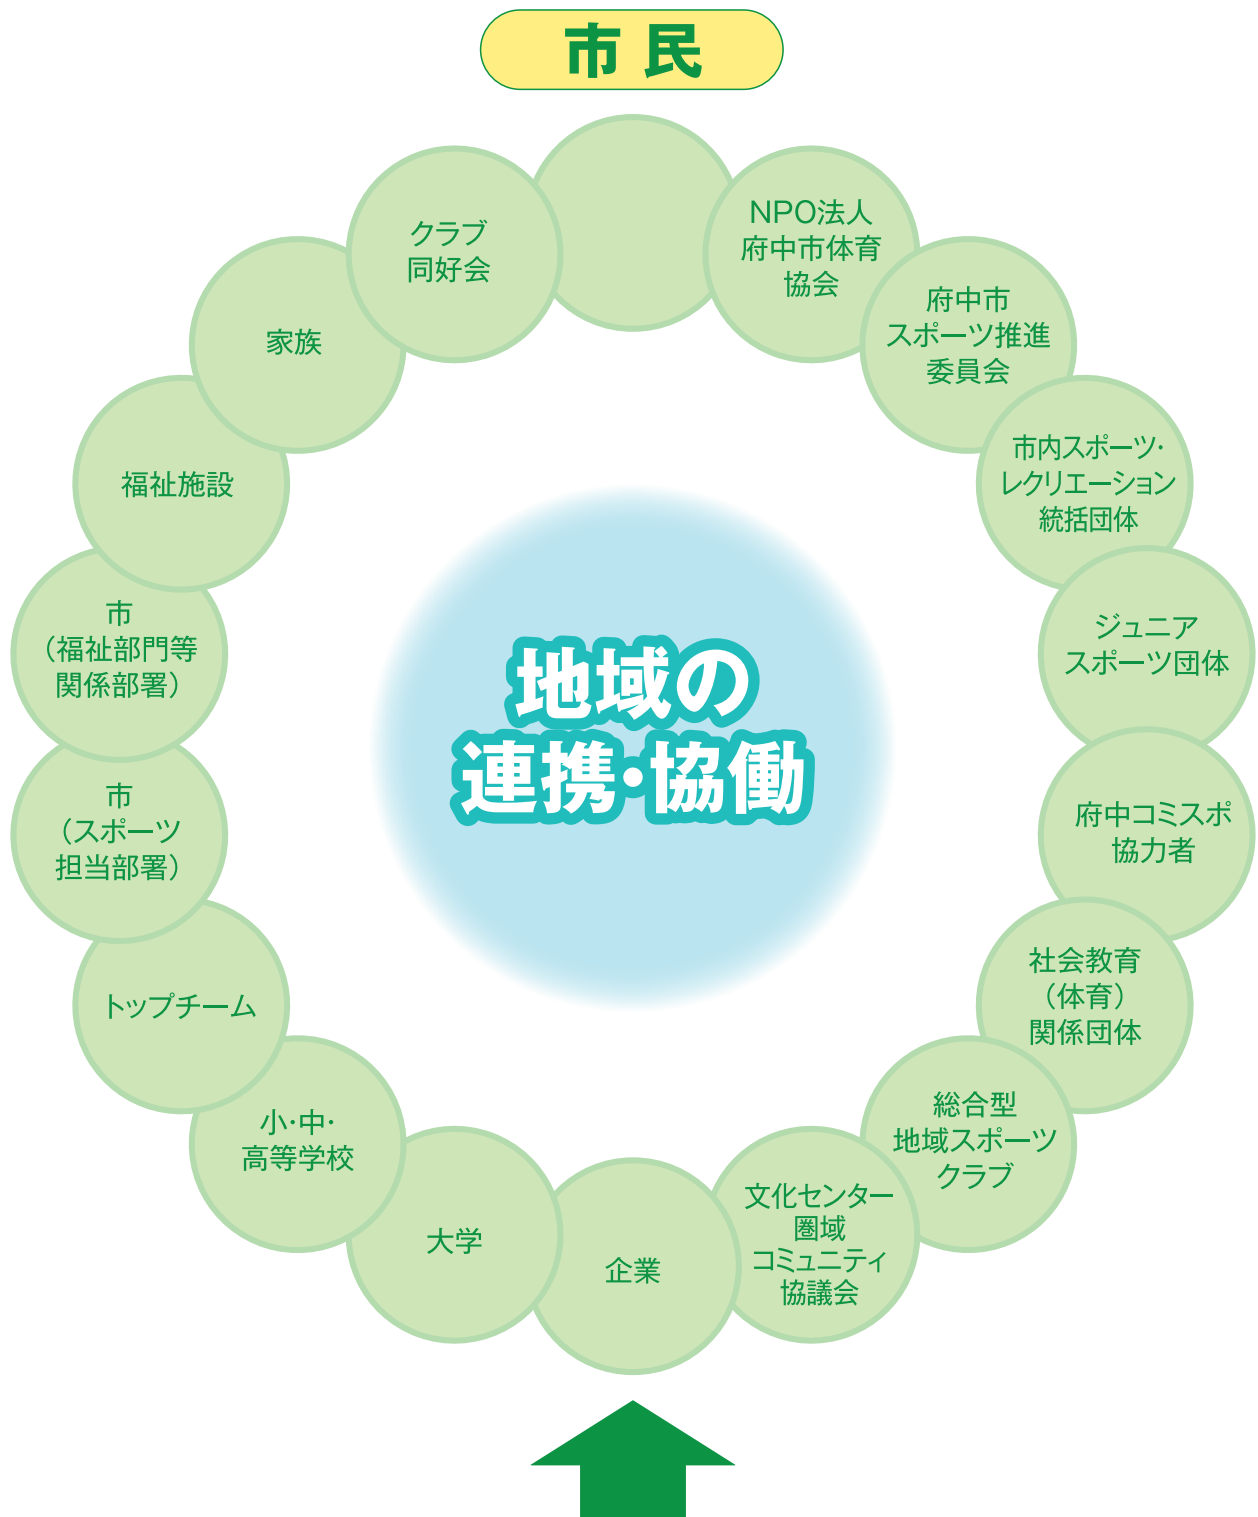 市民
NPO法人
府中市体育
協会
府中市
スポーツ推進
委員会
市内スポーツ・
レクリエーション
統括団体
ジュニア
スポーツ団体
府中コミスポ
協力者
社会教育
（体育）
関係団体
総合型
地域スポーツ
クラブ
文化センター
圏域
コミュニティ
協議会
企業
大学
小・中・
高等学校
トップチーム
市
（スポーツ
担当部署）
市
（福祉部門等
関係部署）
福祉施設
家族
クラブ
同好会
地域の
連携・協働